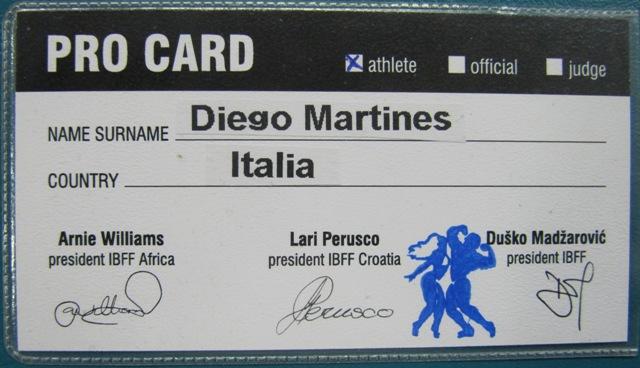 PRO CARD
athlete official judge
NAME SURNAME Diego Martines
COUNTRY Italia
Arnie Williams Lari Perusco Duško Madžarović
president IBFF Africa president IBFF Croatia president IBFF
Perusco